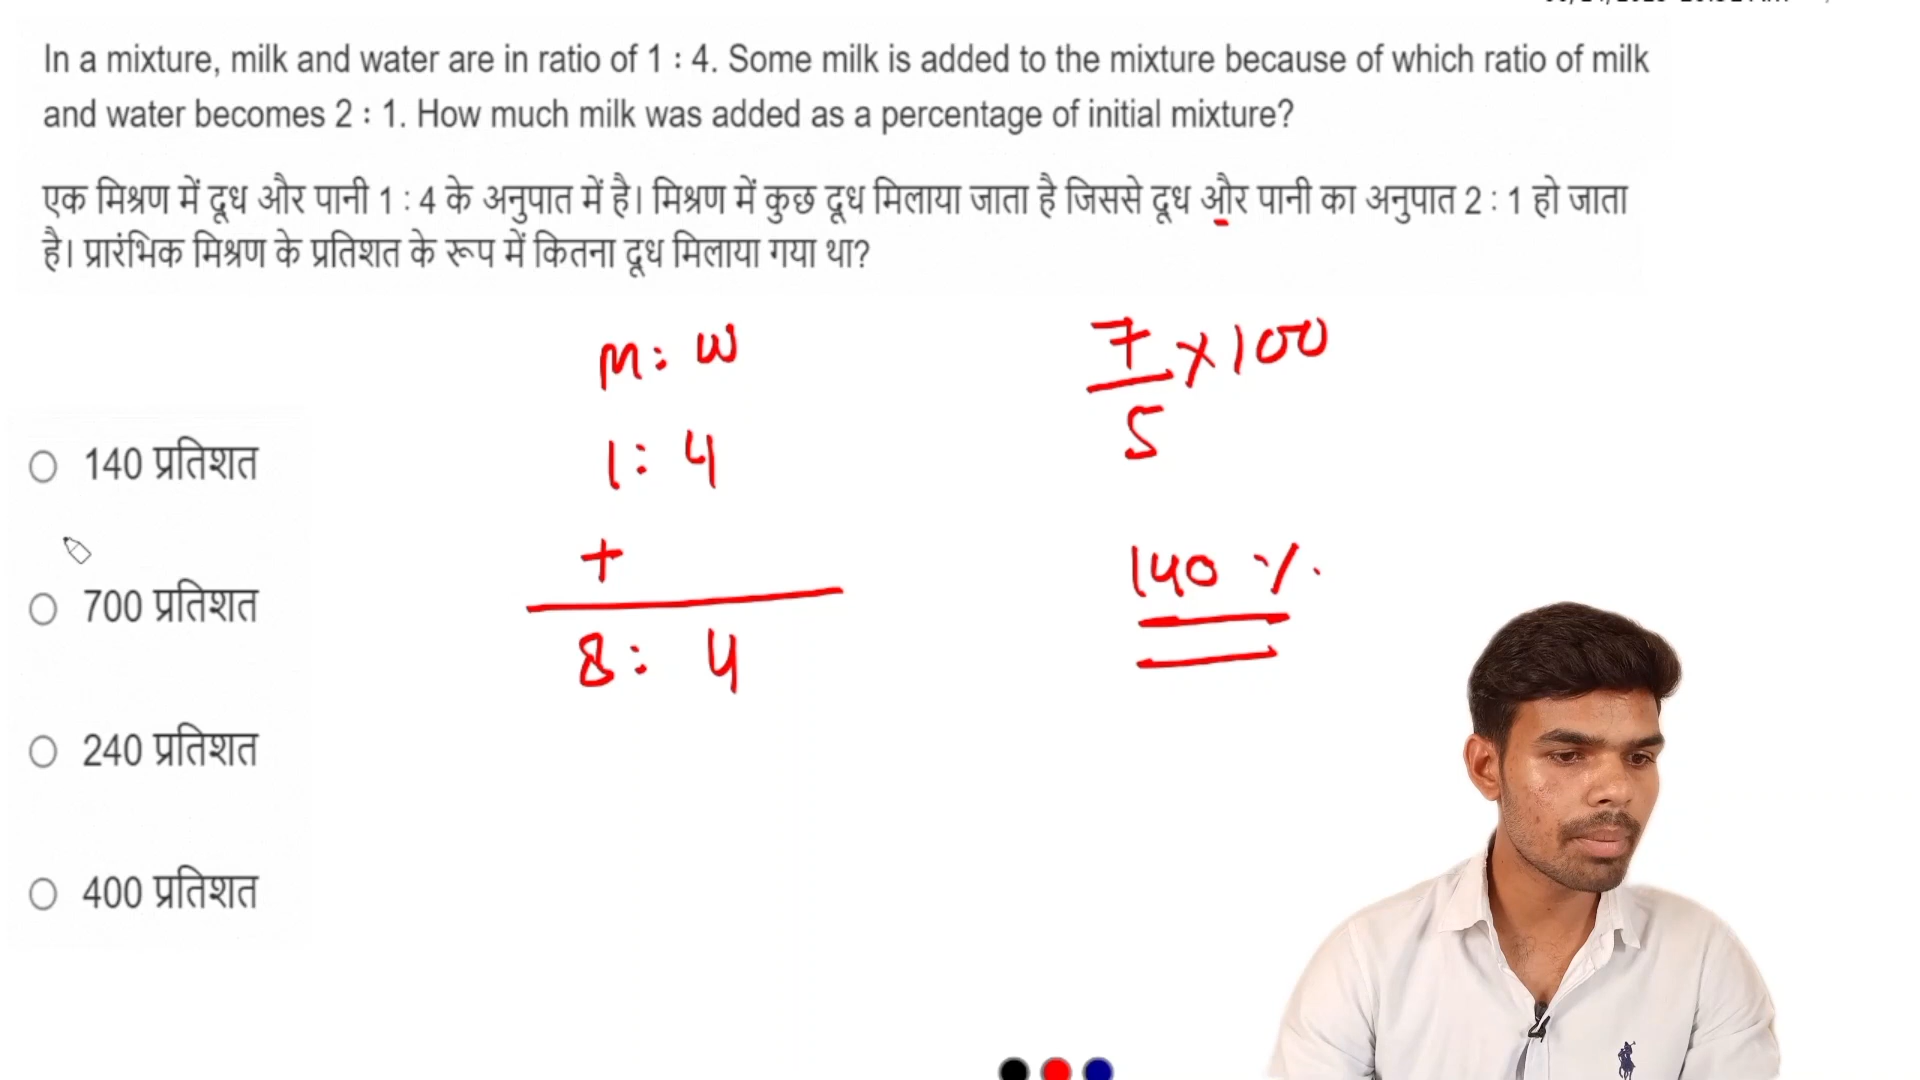 In a mixture, milk and water are in ratio of 1 : 4. Some milk is added to the mixture because of which ratio of milk
and water becomes 2 : 1. How much milk was added as a percentage of initial mixture?
एक मिश्रण में दूध और पानी 1 : 4 के अनुपात में है। मिश्रण में कुछ दूध मिलाया जाता है जिससे दूध और पानी का अनुपात 2 : 1 हो जाता
है। प्रारंभिक मिश्रण के प्रतिशत के रूप में कितना दूध मिलाया गया था?
140 प्रतिशत
700 प्रतिशत
240 प्रतिशत
400 प्रतिशत
M : W
1 : 4
+
8 : 4
7
× 100
5
140 %